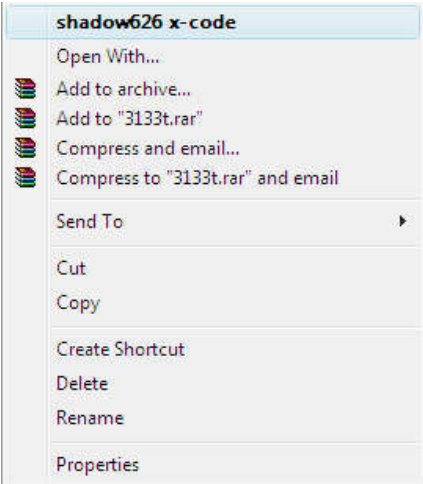 shadow626 x-code
Open With...
Add to archive...
Add to "3133t.rar"
Compress and email...
Compress to "3133t.rar" and email
Send To
Cut
Copy
Create Shortcut
Delete
Rename
Properties